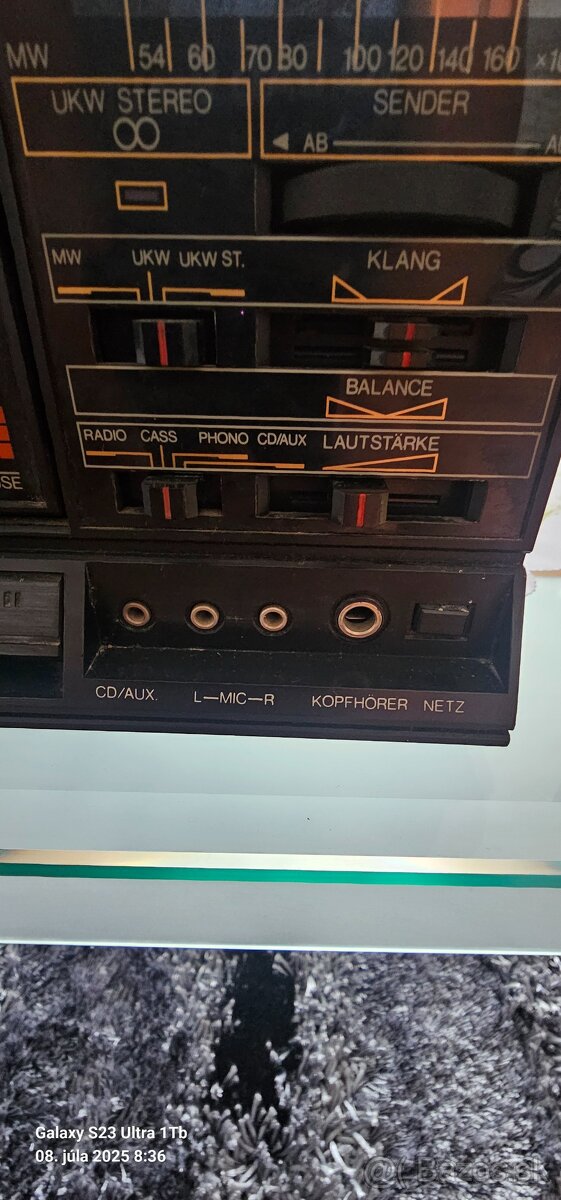 MW 54 60 70 80 100 120 140 160
UKW STEREO
SENDER
AB
MW UKW UKW ST. KLANG
BALANCE
RADIO CASS PHONO CD/AUX LAUTSTÄRKE
CD/AUX. L—MIC—R KOPFHÖRER NETZ
Galaxy S23 Ultra 1Tb
08. júla 2025 8:36
Bazos.sk